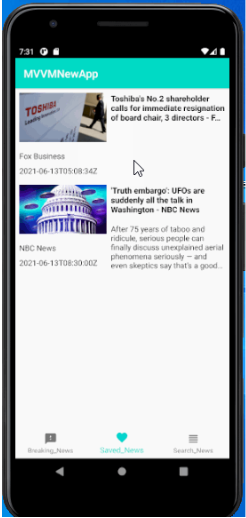 7:31
MVVMNewApp
TOSHIBA
Toshiba's No.2 shareholder
calls for immediate resignation
of board chair, 3 directors - F...
Fox Business
2021-06-13T05:08:34Z
'Truth embargo': UFOs are
suddenly all the talk in
Washington - NBC News
After 75 years of taboo and
ridicule, serious people can
finally discuss unexplained aerial
phenomena seriously — and
even skeptics say that's a good...
NBC News
2021-06-13T08:30:00Z
Breaking_News
Saved_News
Search_News